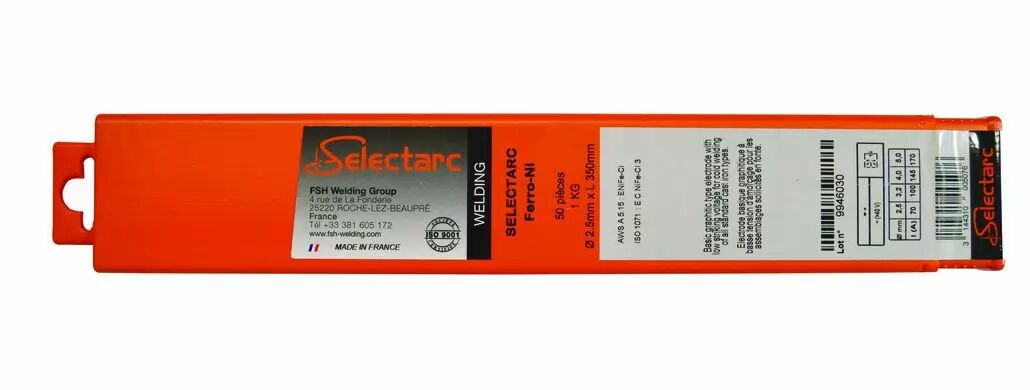 Selectarc
FSH Welding Group
4 rue de La Fonderie
25220 ROCHE-LEZ-BEAUPRÉ
France
Tél +33 381 605 172
www.fsh-welding.com
ISO 9001
MADE IN FRANCE
WELDING
SELECTARC
Ferro-Ni
50 pièces
1 KG
Ø 2.5mm x L 350mm
AWS A 5.15 : ENiFe-CI
ISO 1071 : E C NiFe-CI 3
Basic graphitic type electrode with
low striking voltage for cold welding
of all standard cast iron types.
Electrode basique graphitique à
basse tension d'amorçage pour les
assemblages sollicités en fonte.
Lot n°
9946030
Ø mm 2,5 3,2 4,0 5,0
I (A) 70 100 145 170
3 144310 005076
Selectarc